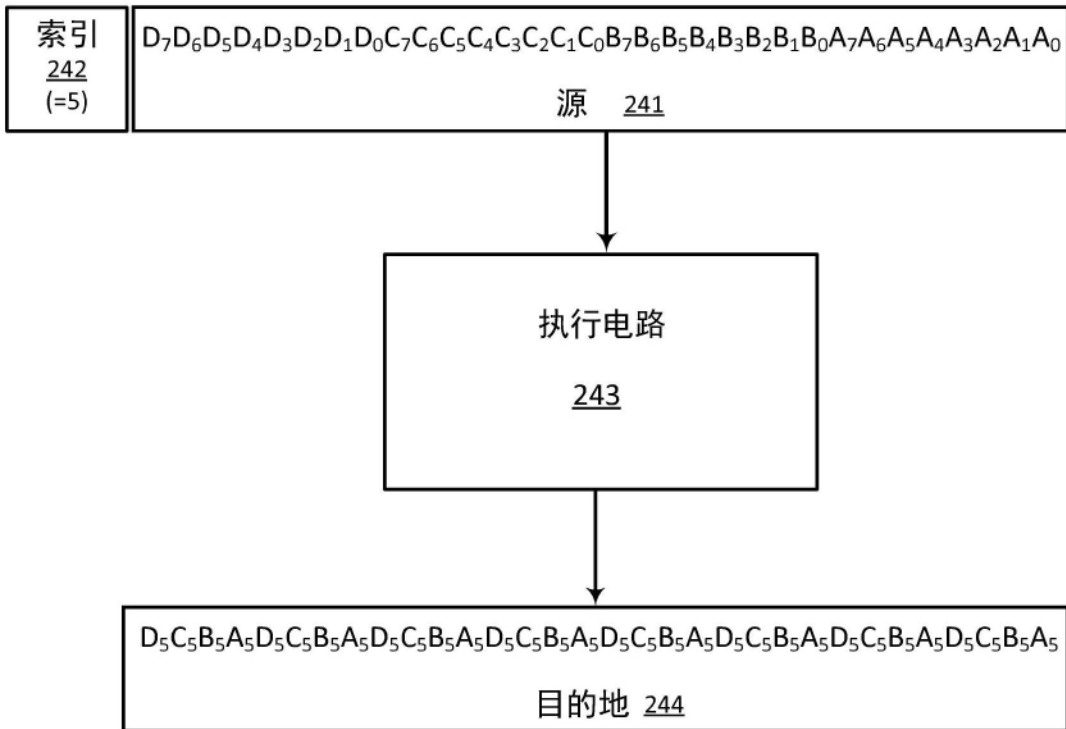 索引
242
(=5)
D₇D₆D₅D₄D₃D₂D₁D₀C₇C₆C₅C₄C₃C₂C₁C₀B₇B₆B₅B₄B₃B₂B₁B₀A₇A₆A₅A₄A₃A₂A₁A₀
源 241
执行电路
243
D₅C₅B₅A₅D₅C₅B₅A₅D₅C₅B₅A₅D₅C₅B₅A₅D₅C₅B₅A₅D₅C₅B₅A₅D₅C₅B₅A₅D₅C₅B₅A₅
目的地 244